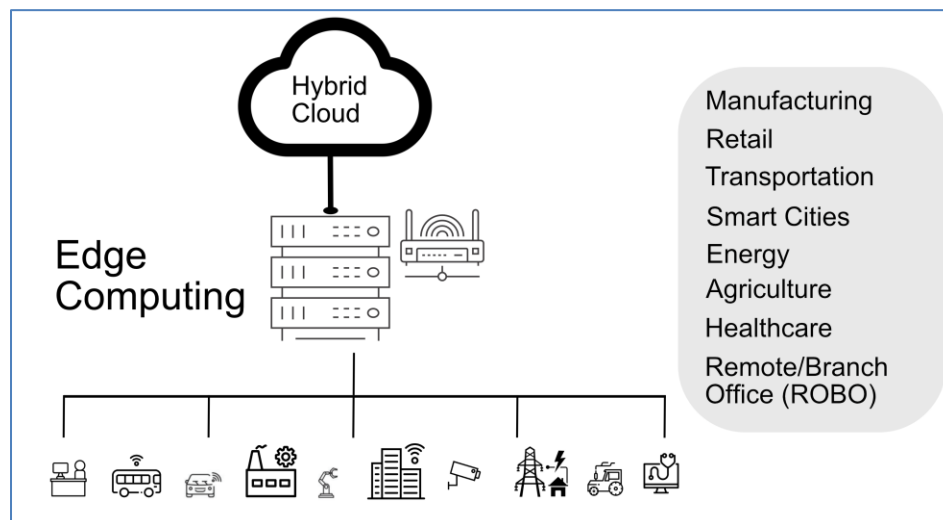 Hybrid
Cloud
Edge
Computing
Manufacturing
Retail
Transportation
Smart Cities
Energy
Agriculture
Healthcare
Remote/Branch
Office (ROBO)